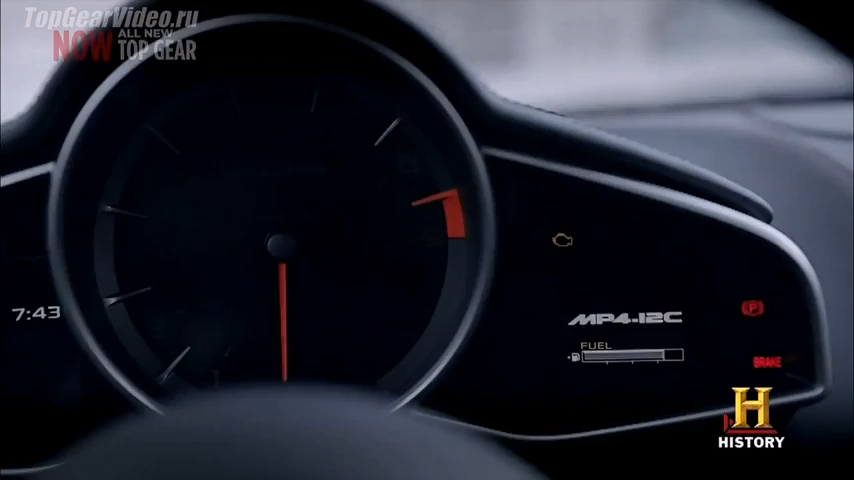 TopGearVideo.ru
NOW ALL NEW
TOP GEAR
7:43
MP4-12C
FUEL
P
BRAKE
H
HISTORY